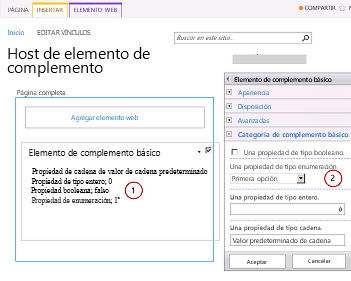 PÁGINA INSERTAR ELEMENTO WEB
COMPARTIR
Inicio EDITAR VÍNCULOS
Buscar en este sitio...
Host de elemento de
complemento
Página completa
Agregar elemento web
Elemento de complemento básico
Propiedad de cadena de valor de cadena predeterminado
Propiedad de tipo entero; 0
Propiedad booleana; falso
Propiedad de enumeración; 1"
1
Elemento de complemento básico
Apariencia
Disposición
Avanzadas
Categoría de complemento básico
Una propiedad de tipo booleano.
Una propiedad de tipo enumeración
Primera opción
2
Una propiedad de tipo entero.
0
Una propiedad de tipo cadena.
Valor predeterminado de cadena
Aceptar Cancelar